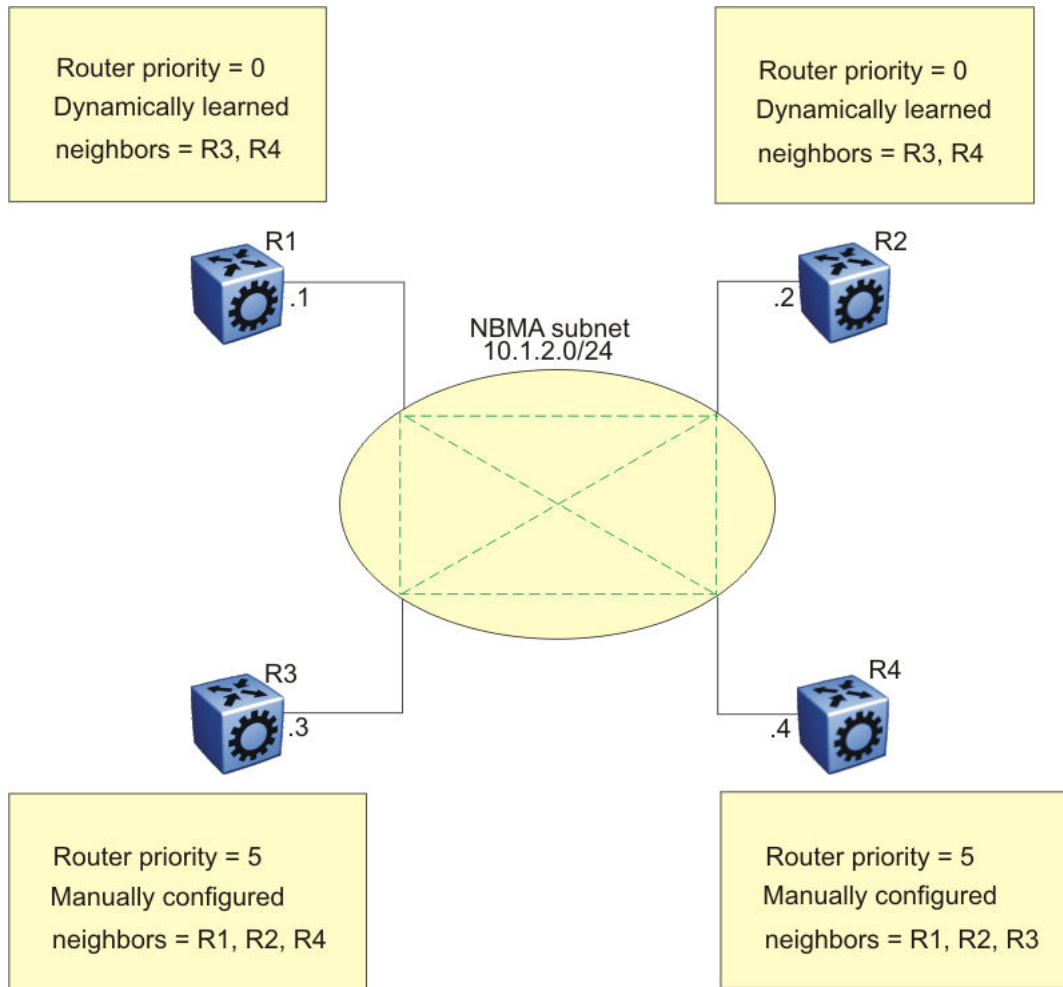 Router priority = 0
Dynamically learned
neighbors = R3, R4
Router priority = 0
Dynamically learned
neighbors = R3, R4
R1
.1
R2
.2
NBMA subnet
10.1.2.0/24
R3
.3
R4
.4
Router priority = 5
Manually configured
neighbors = R1, R2, R4
Router priority = 5
Manually configured
neighbors = R1, R2, R3